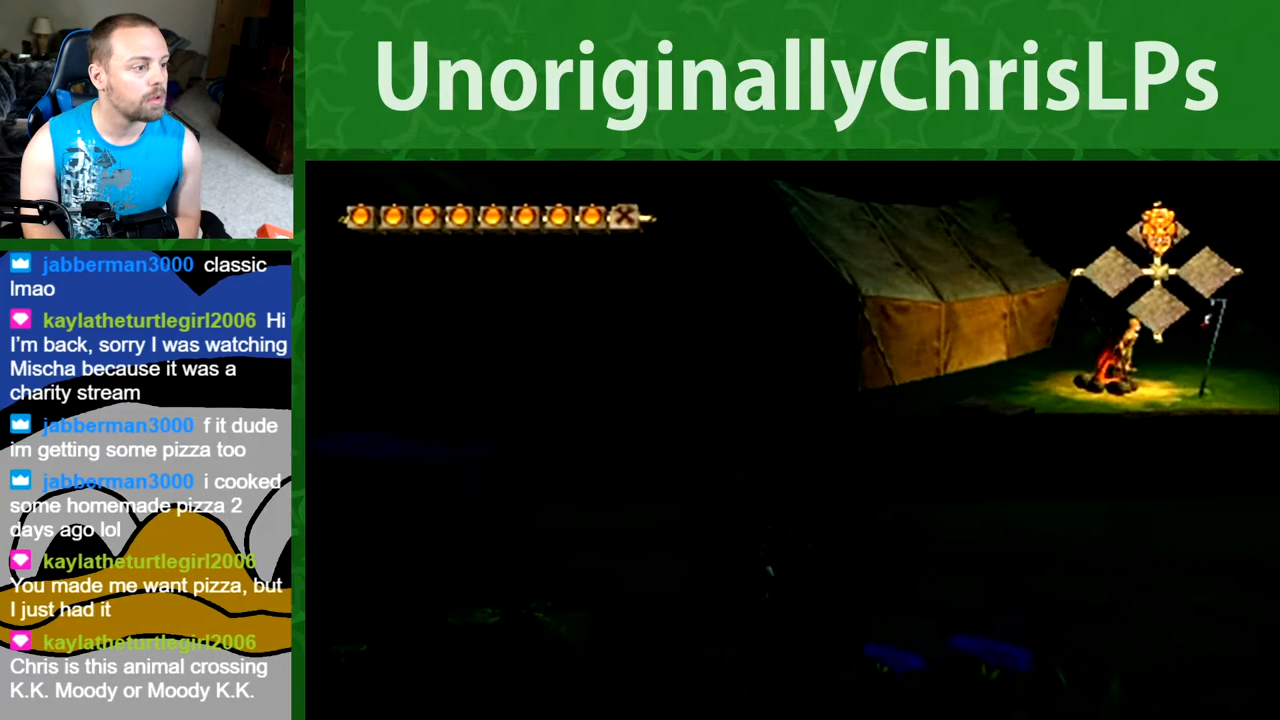 UnoriginallyChrisLPs
jabberman3000 classic
lmao
kaylatheturtlegirl2006 Hi
I'm back, sorry I was watching
Mischa because it was a
charity stream
jabberman3000 f it dude
im getting some pizza too
jabberman3000 i cooked
some homemade pizza 2
days ago lol
kaylatheturtlegirl2006
You made me want pizza, but
I just had it
kaylatheturtlegirl2006
Chris is this animal crossing
K.K. Moody or Moody K.K.